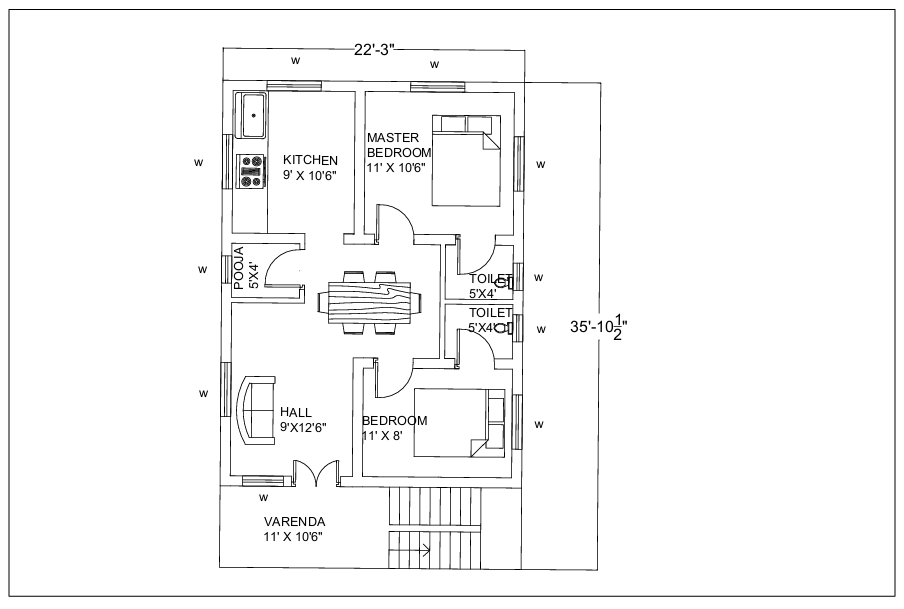 22'-3"
W
W
W
KITCHEN
9' X 10'6"
MASTER
BEDROOM
11' X 10'6"
W
W
POOJA
5'X4'
TOILET
5'X4'
W
TOILET
5'X4'
W
35'-10 1/2"
W
HALL
9'X12'6"
BEDROOM
11' X 8'
W
W
VARENDA
11' X 10'6"